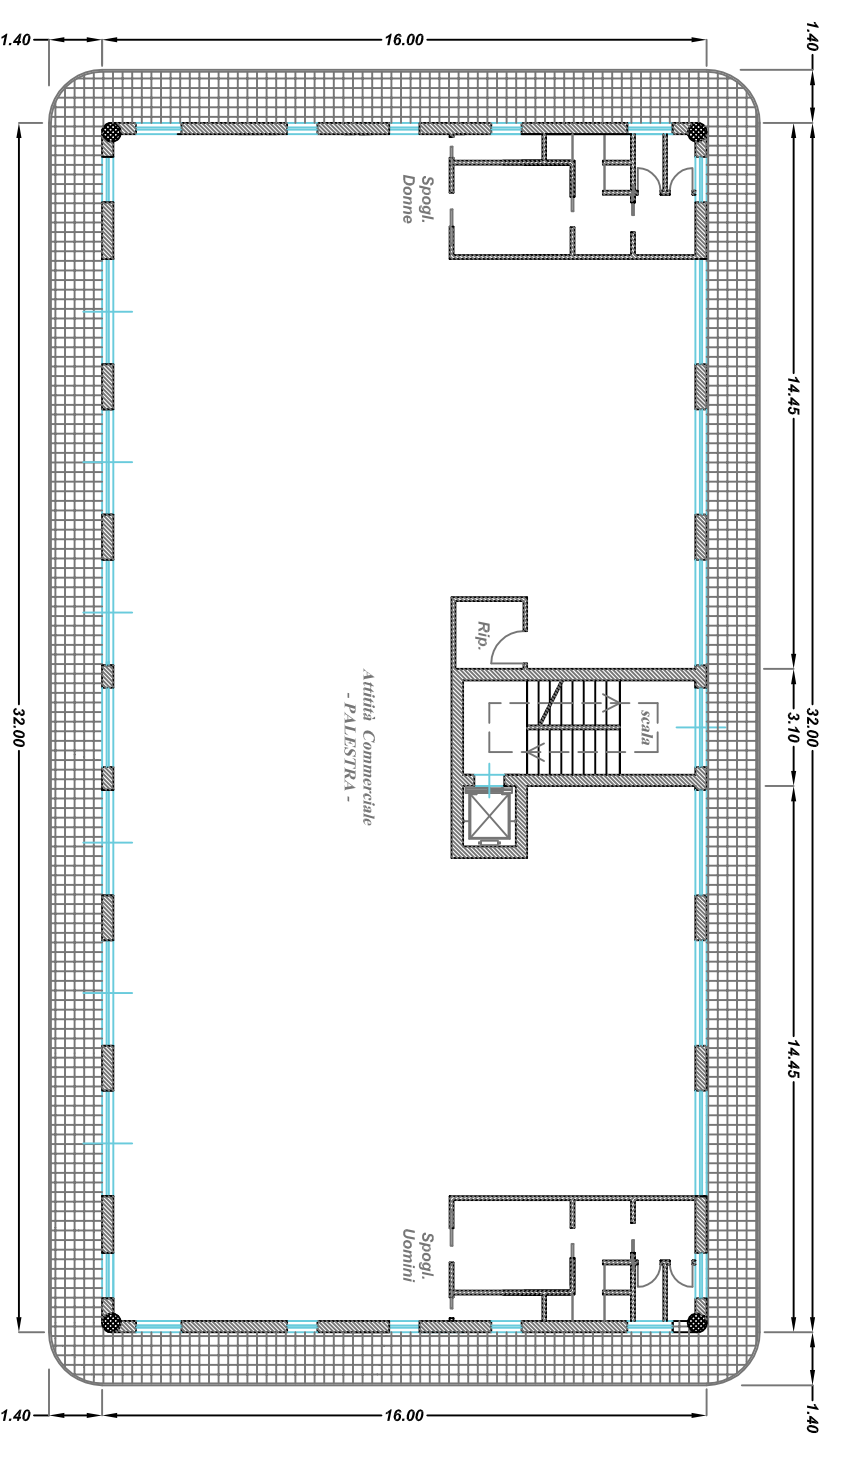 1.40
16.00
1.40
Spogl.
Donne
14.45
Rip.
scala
Attitità Commerciale
- PALESTRA -
32.00
3.10
32.00
14.45
Spogl.
Uomini
1.40
16.00
1.40